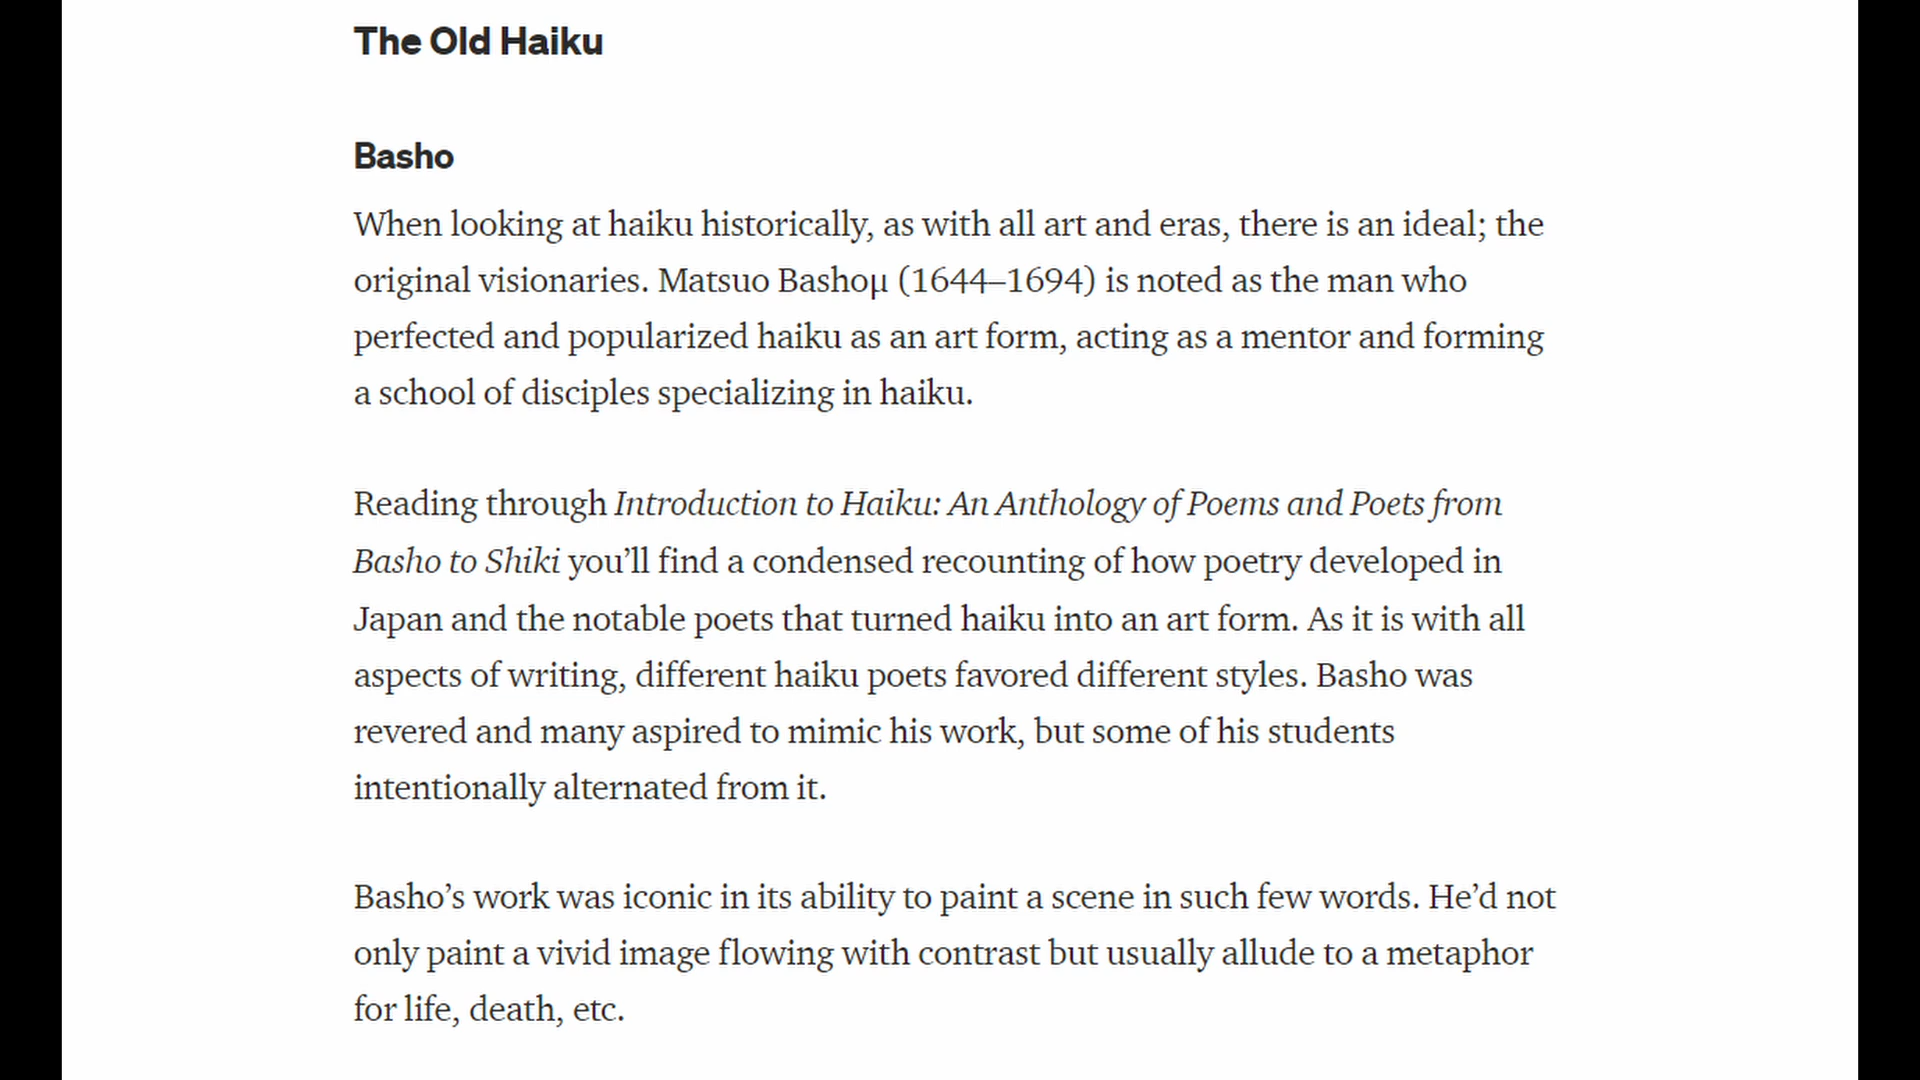 The Old Haiku
Basho
When looking at haiku historically, as with all art and eras, there is an ideal; the
original visionaries. Matsuo Bashoµ (1644–1694) is noted as the man who
perfected and popularized haiku as an art form, acting as a mentor and forming
a school of disciples specializing in haiku.
Reading through Introduction to Haiku: An Anthology of Poems and Poets from
Basho to Shiki you’ll find a condensed recounting of how poetry developed in
Japan and the notable poets that turned haiku into an art form. As it is with all
aspects of writing, different haiku poets favored different styles. Basho was
revered and many aspired to mimic his work, but some of his students
intentionally alternated from it.
Basho’s work was iconic in its ability to paint a scene in such few words. He’d not
only paint a vivid image flowing with contrast but usually allude to a metaphor
for life, death, etc.